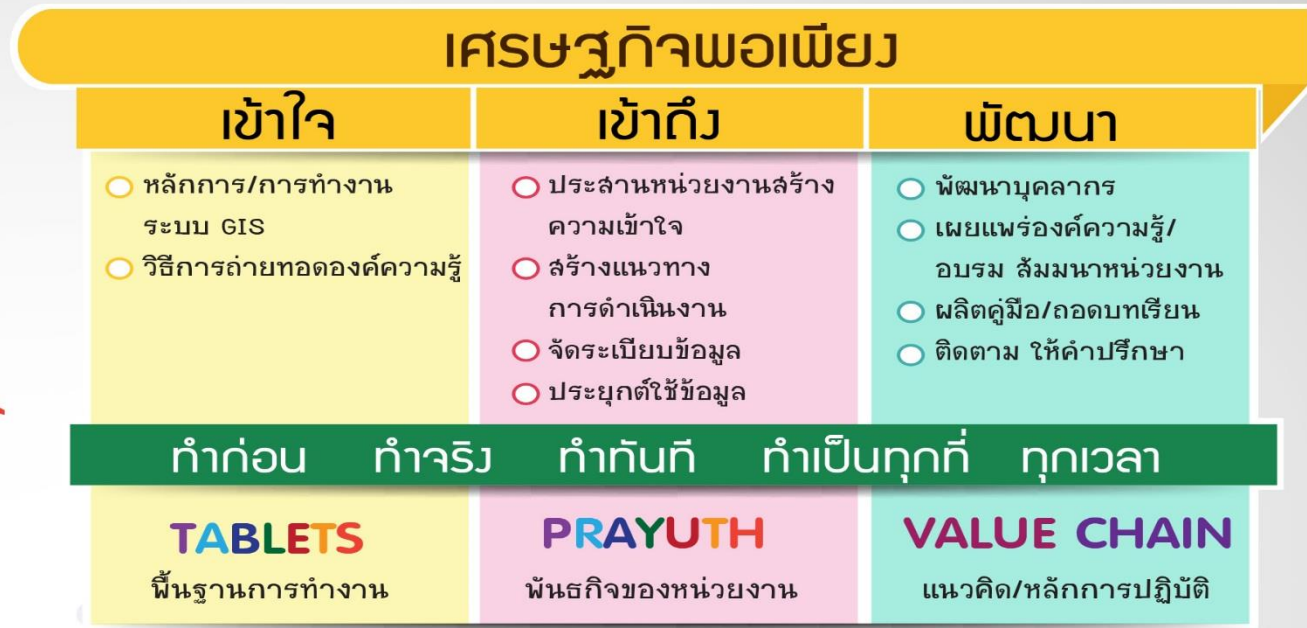 เศรษฐกิจพอเพียง
เข้าใจ
หลักการ/การทำงาน
ระบบ GIS
วิธีการถ่ายทอดองค์ความรู้
เข้าถึง
ประสานหน่วยงานสร้าง
ความเข้าใจ
สร้างแนวทาง
การดำเนินงาน
จัดระเบียบข้อมูล
ประยุกต์ใช้ข้อมูล
พัฒนา
พัฒนาบุคลากร
เผยแพร่องค์ความรู้/
อบรม สัมมนาหน่วยงาน
ผลิตคู่มือ/ถอดบทเรียน
ติดตาม ให้คำปรึกษา
ทำก่อน ทำจริง ทำทันที ทำเป็นทุกที่ ทุกเวลา
TABLETS
พื้นฐานการทำงาน
PRAYUTH
พันธกิจของหน่วยงาน
VALUE CHAIN
แนวคิด/หลักการปฏิบัติ